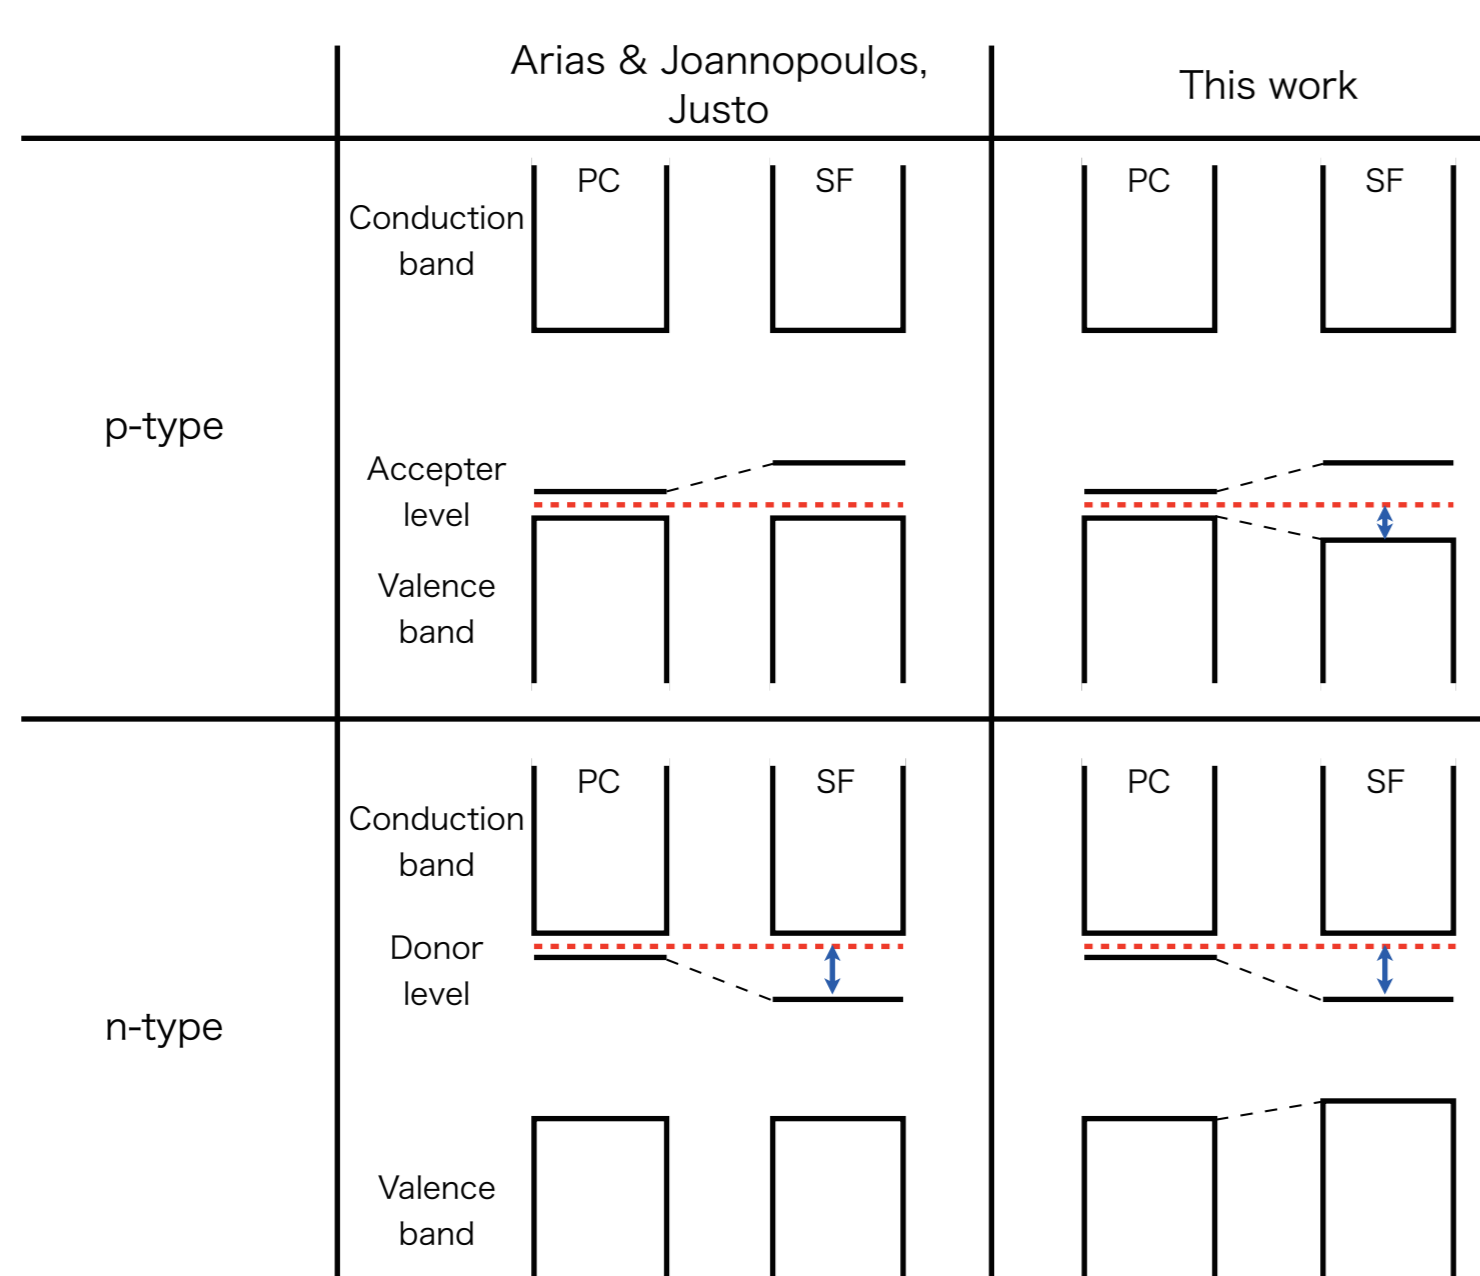 Arias & Joannopoulos,
Justo
This work
p-type
PC
SF
Conduction
band
Accepter
level
Valence
band
PC
SF
n-type
PC
SF
Conduction
band
Donor
level
Valence
band
PC
SF